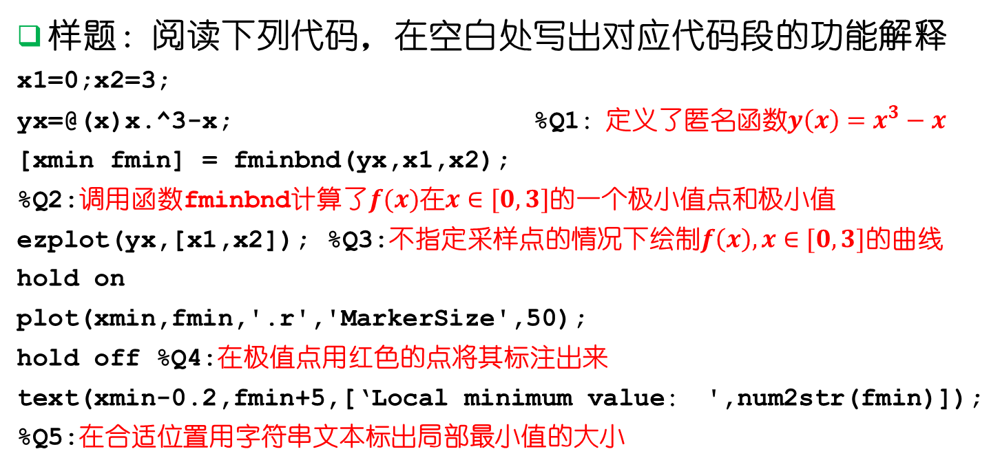 ❑样题：阅读下列代码，在空白处写出对应代码段的功能解释
x1=0;x2=3;
yx=@(x)x.^3-x; %Q1: 定义了匿名函数y(x) = x³ − x
[xmin fmin] = fminbnd(yx,x1,x2);
%Q2:调用函数fminbnd计算了f(x)在x ∈ [0, 3]的一个极小值点和极小值
ezplot(yx,[x1,x2]); %Q3:不指定采样点的情况下绘制f(x), x ∈ [0, 3]的曲线
hold on
plot(xmin,fmin,'.r','MarkerSize',50);
hold off %Q4:在极值点用红色的点将其标注出来
text(xmin-0.2,fmin+5,[‘Local minimum value: ',num2str(fmin)]);
%Q5:在合适位置用字符串文本标出局部最小值的大小